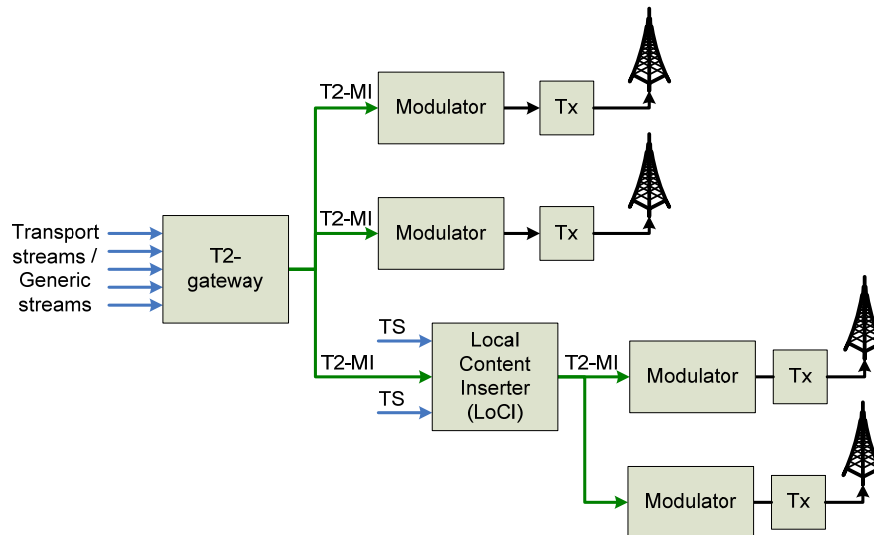 T2-MI
Modulator
Tx
T2-MI
Modulator
Tx
Transport
streams /
Generic
streams
T2-
gateway
TS
T2-MI
TS
Local
Content
Inserter
(LoCI)
T2-MI
Modulator
Tx
Modulator
Tx